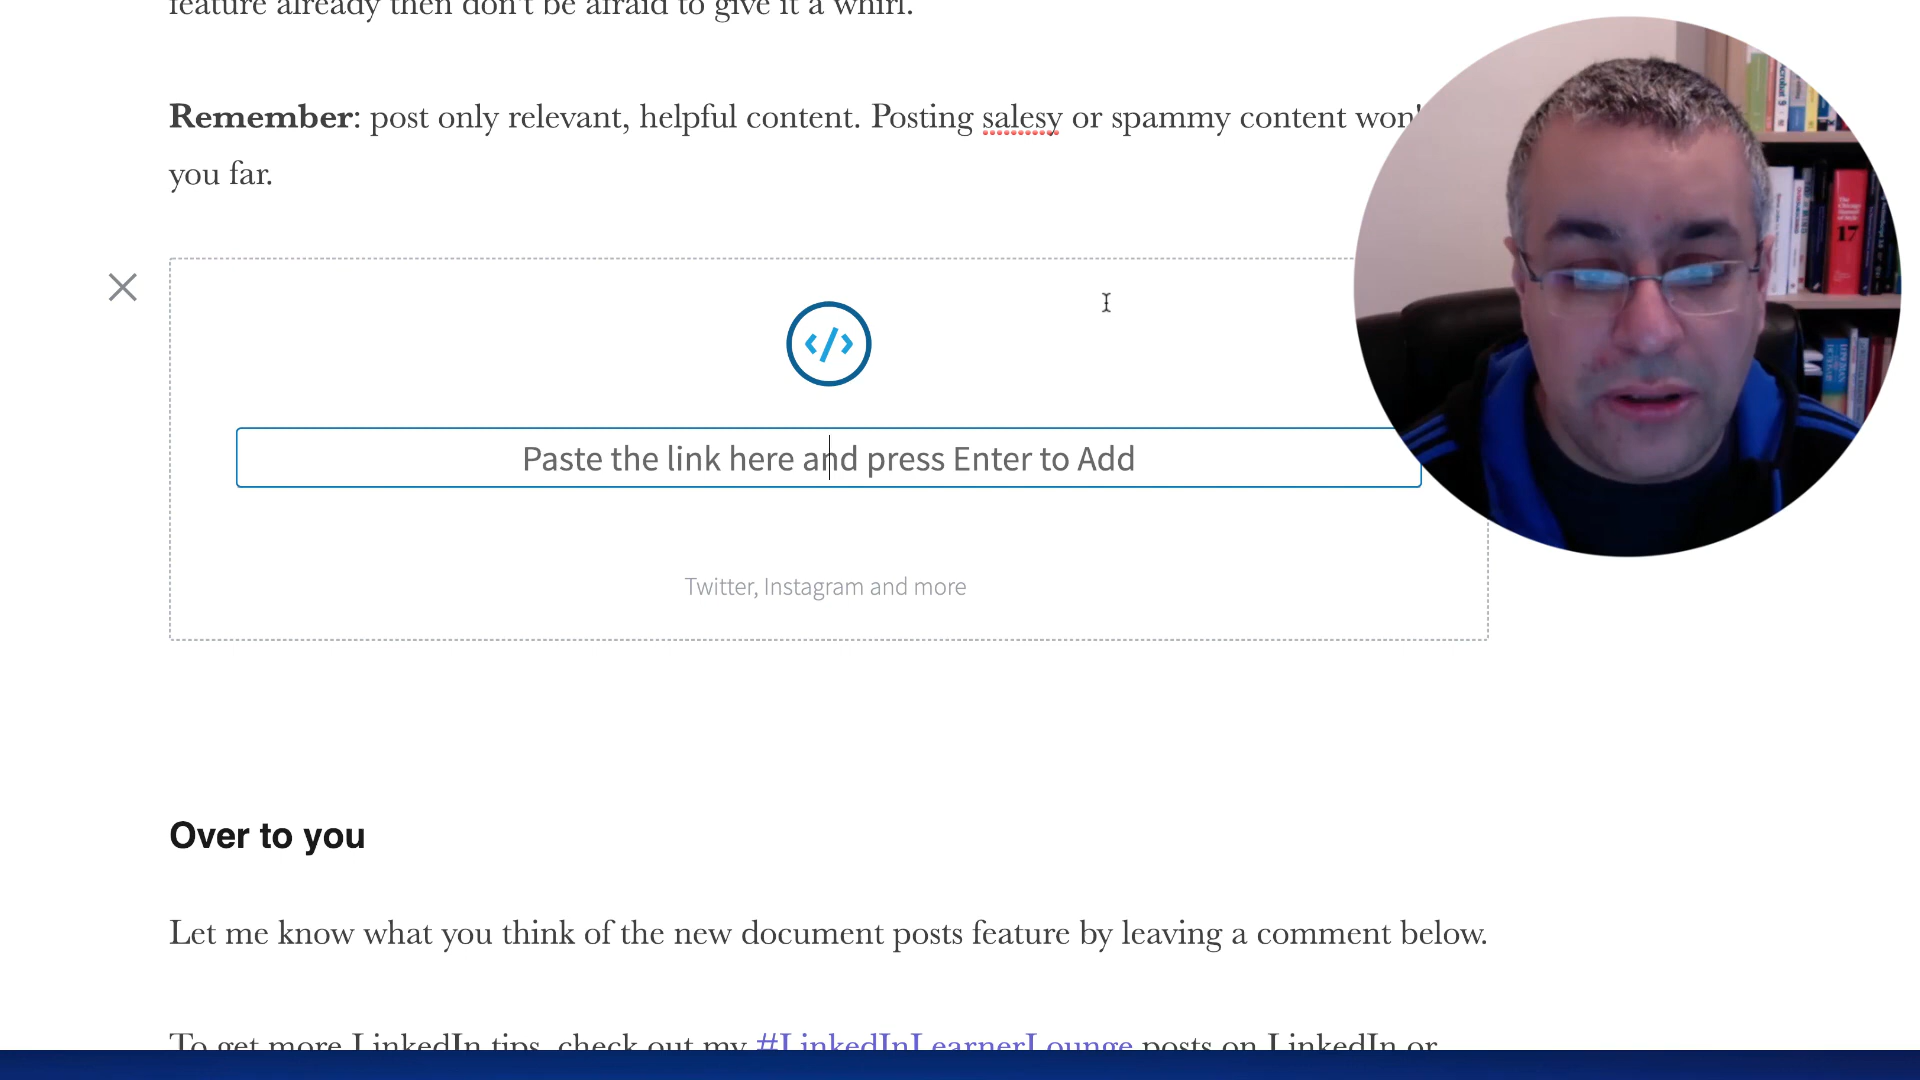 feature already then don't be afraid to give it a whirl.
Remember: post only relevant, helpful content. Posting salesy or spammy content won'
you far.
</>
Paste the link here and press Enter to Add
Twitter, Instagram and more
Over to you
Let me know what you think of the new document posts feature by leaving a comment below.
To get more LinkedIn tips, check out my #LinkedInLearnerLounge posts on LinkedIn or
17